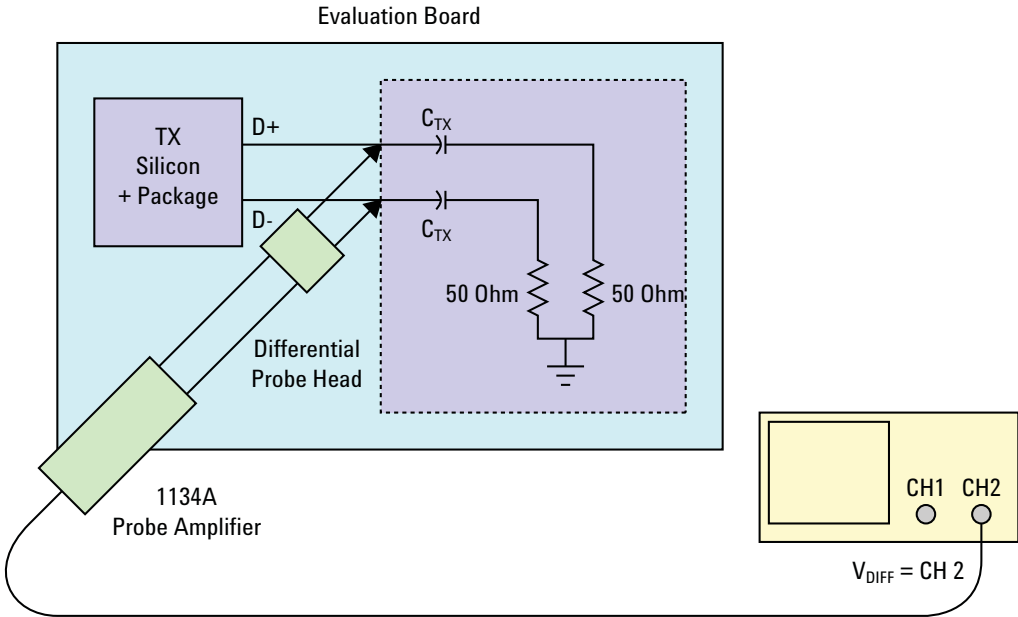 Evaluation Board
TX
Silicon
+ Package
D+
D-
C_TX
C_TX
50 Ohm
50 Ohm
Differential
Probe Head
1134A
Probe Amplifier
CH1 CH2
V_DIFF = CH 2